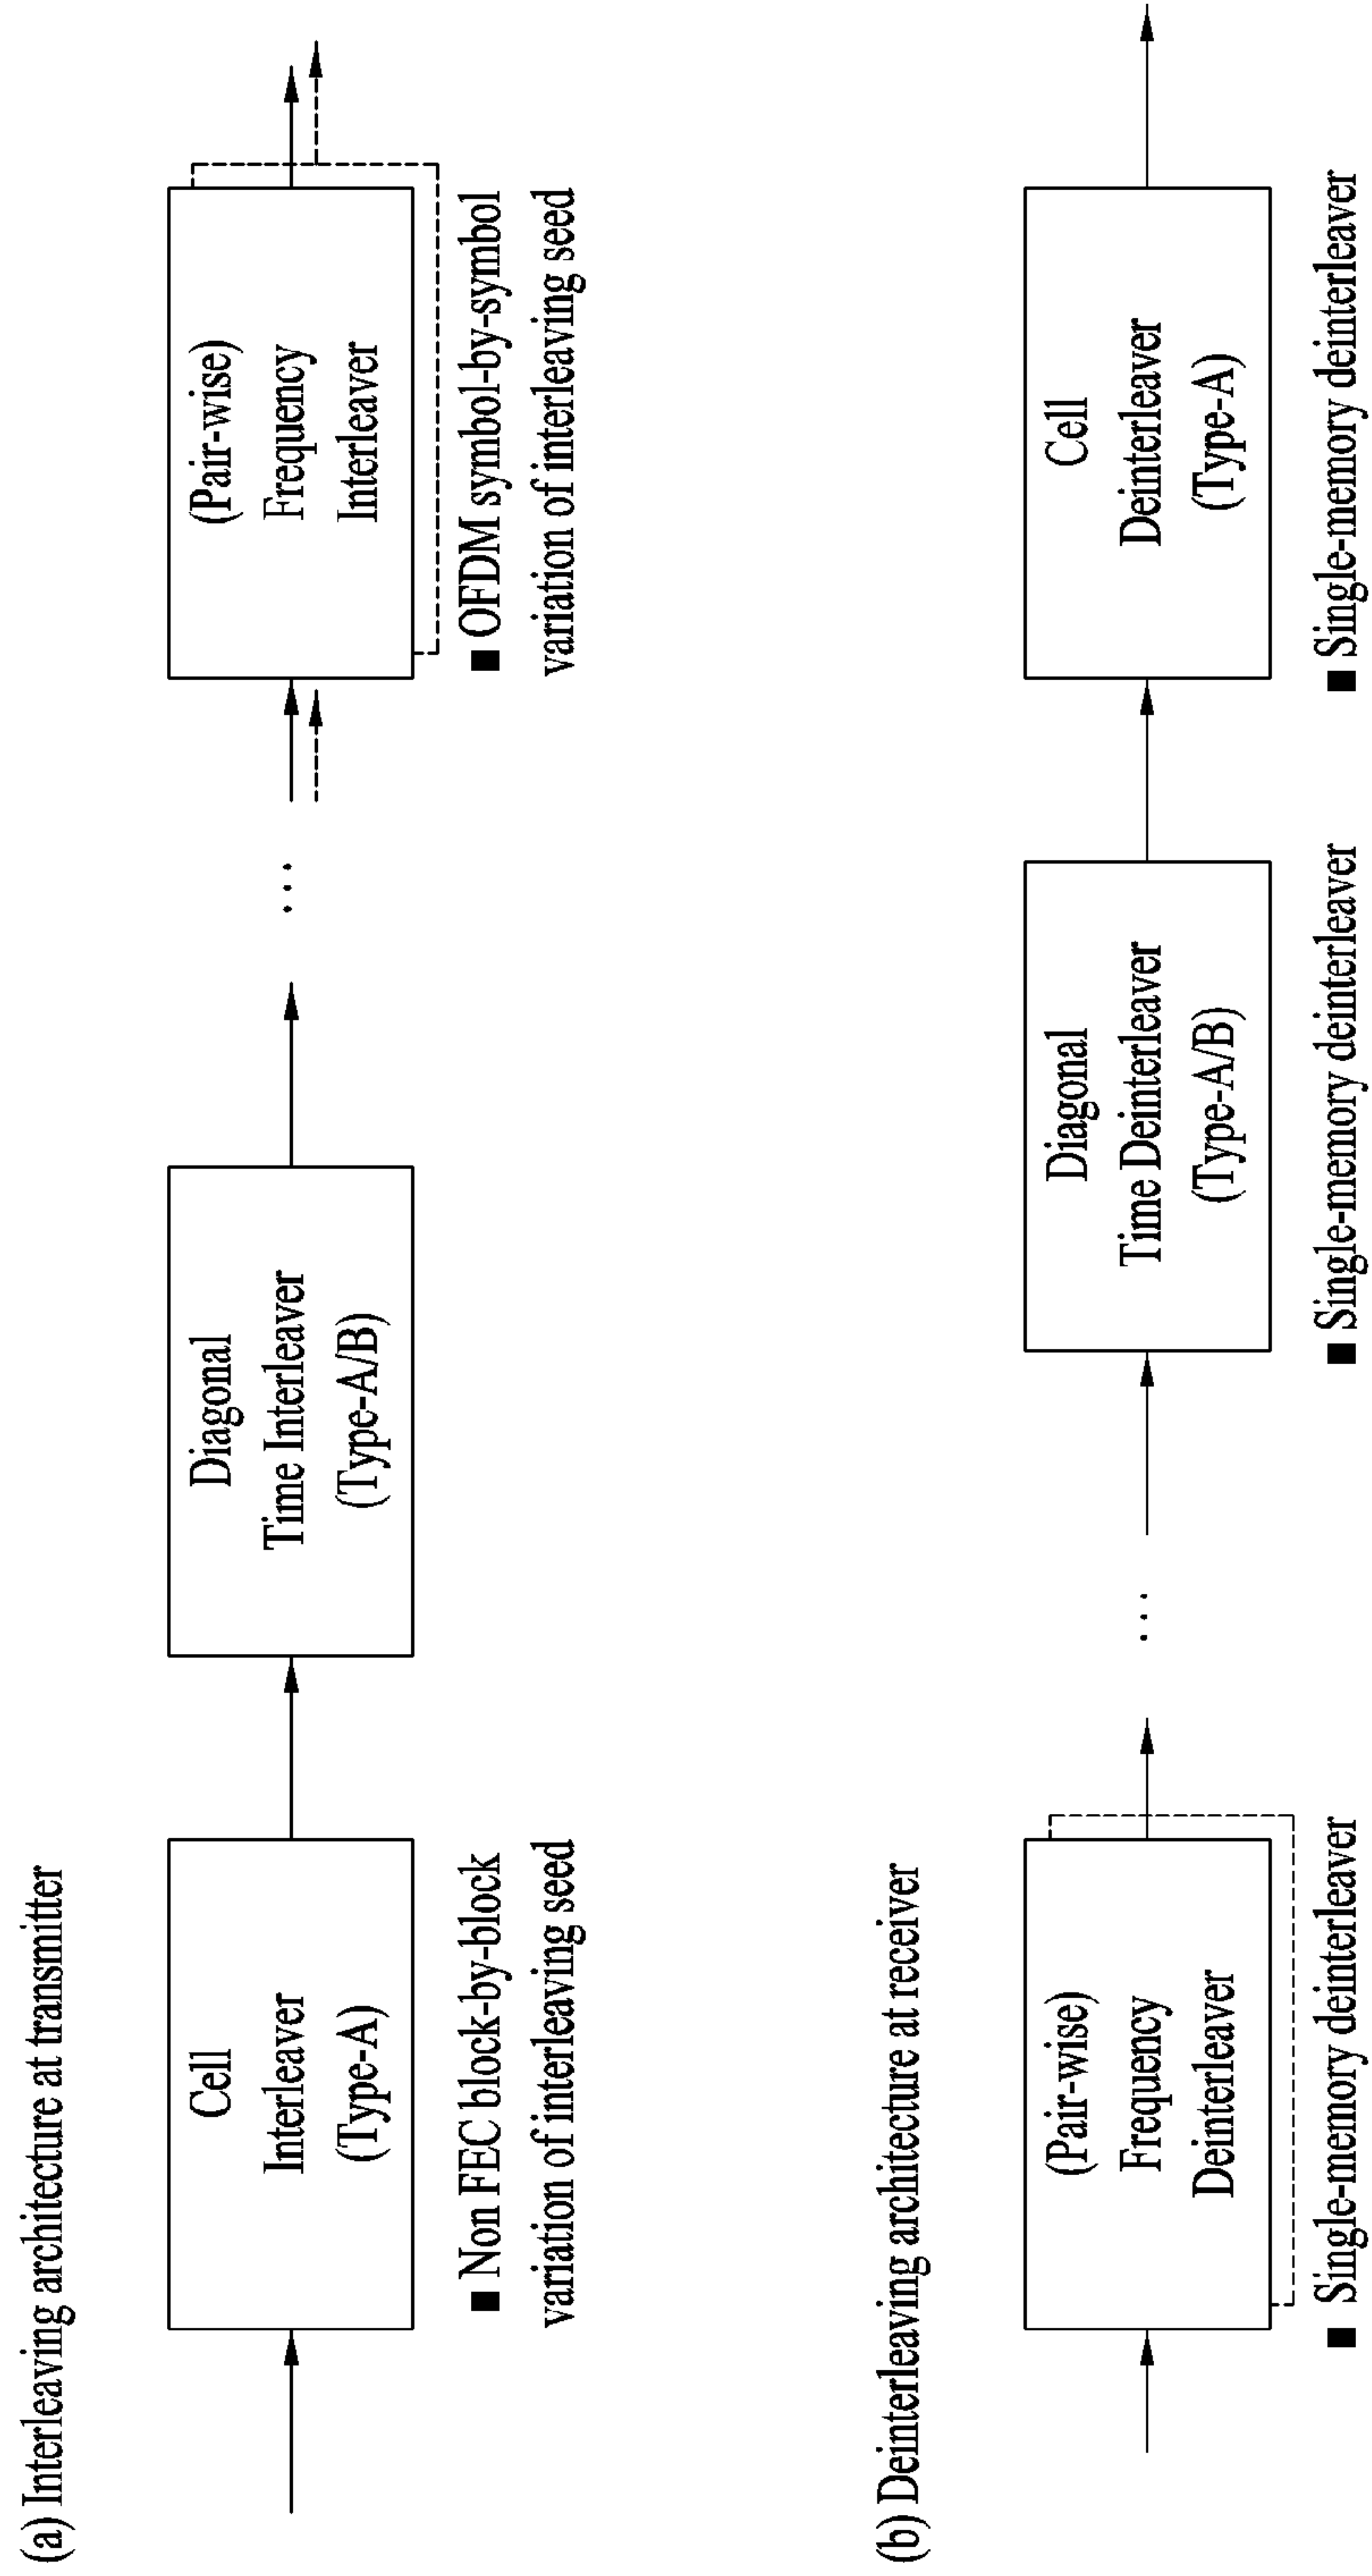 (a) Interleaving architecture at transmitter
Cell
Interleaver
(Type-A)
■ Non FEC block-by-block
variation of interleaving seed
Diagonal
Time Interleaver
(Type-A/B)
...
(Pair-wise)
Frequency
Interleaver
■ OFDM symbol-by-symbol
variation of interleaving seed
(b) Deinterleaving architecture at receiver
(Pair-wise)
Frequency
Deinterleaver
■ Single-memory deinterleaver
...
Diagonal
Time Deinterleaver
(Type-A/B)
■ Single-memory deinterleaver
Cell
Deinterleaver
(Type-A)
■ Single-memory deinterleaver